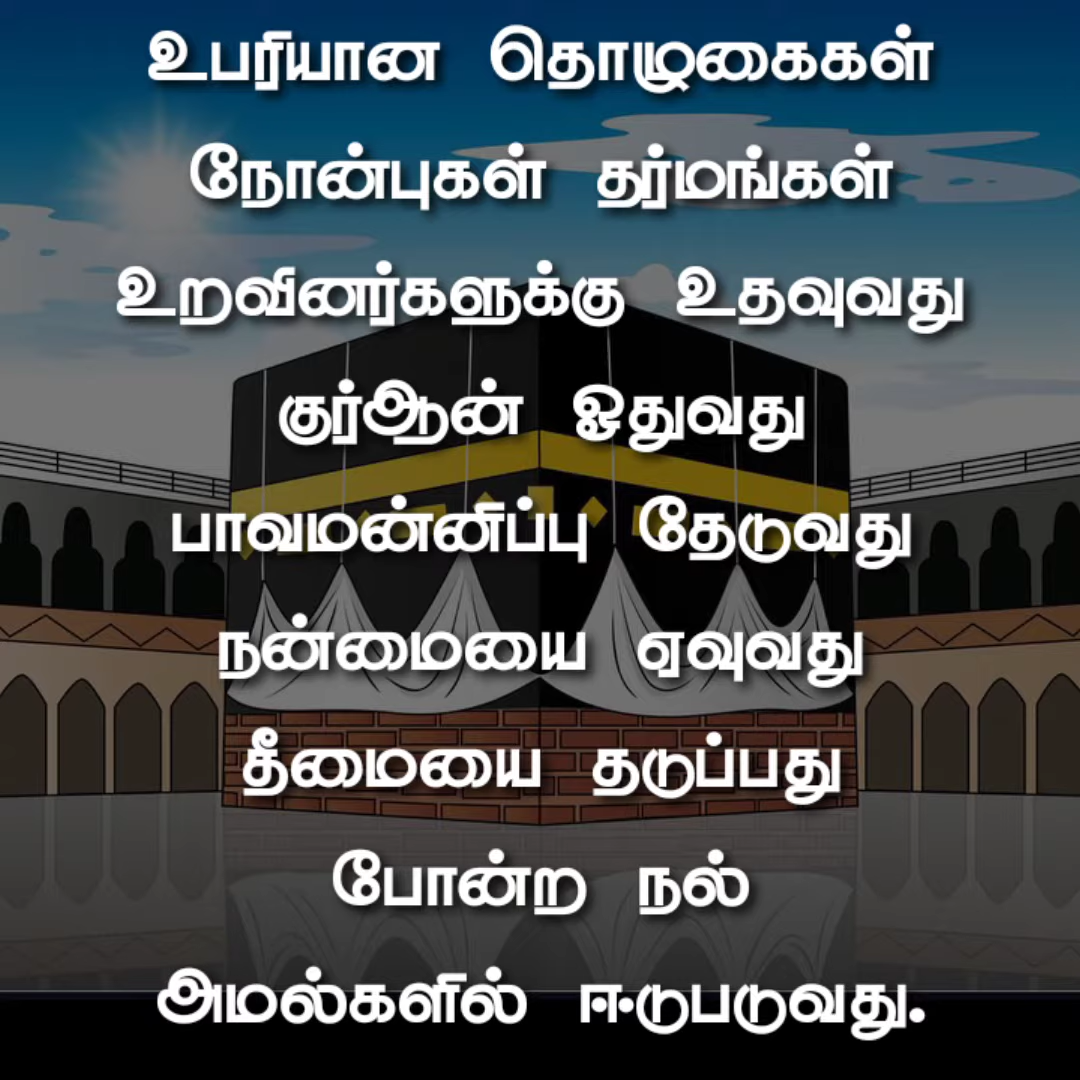 உபரியான தொழுகைகள்
நோன்புகள் தர்மங்கள்
உறவினர்களுக்கு உதவுவது
குர்ஆன் ஓதுவது
பாவமன்னிப்பு தேடுவது
நன்மையை ஏவுவது
தீமையை தடுப்பது
போன்ற நல்
அமல்களில் ஈடுபடுவது.